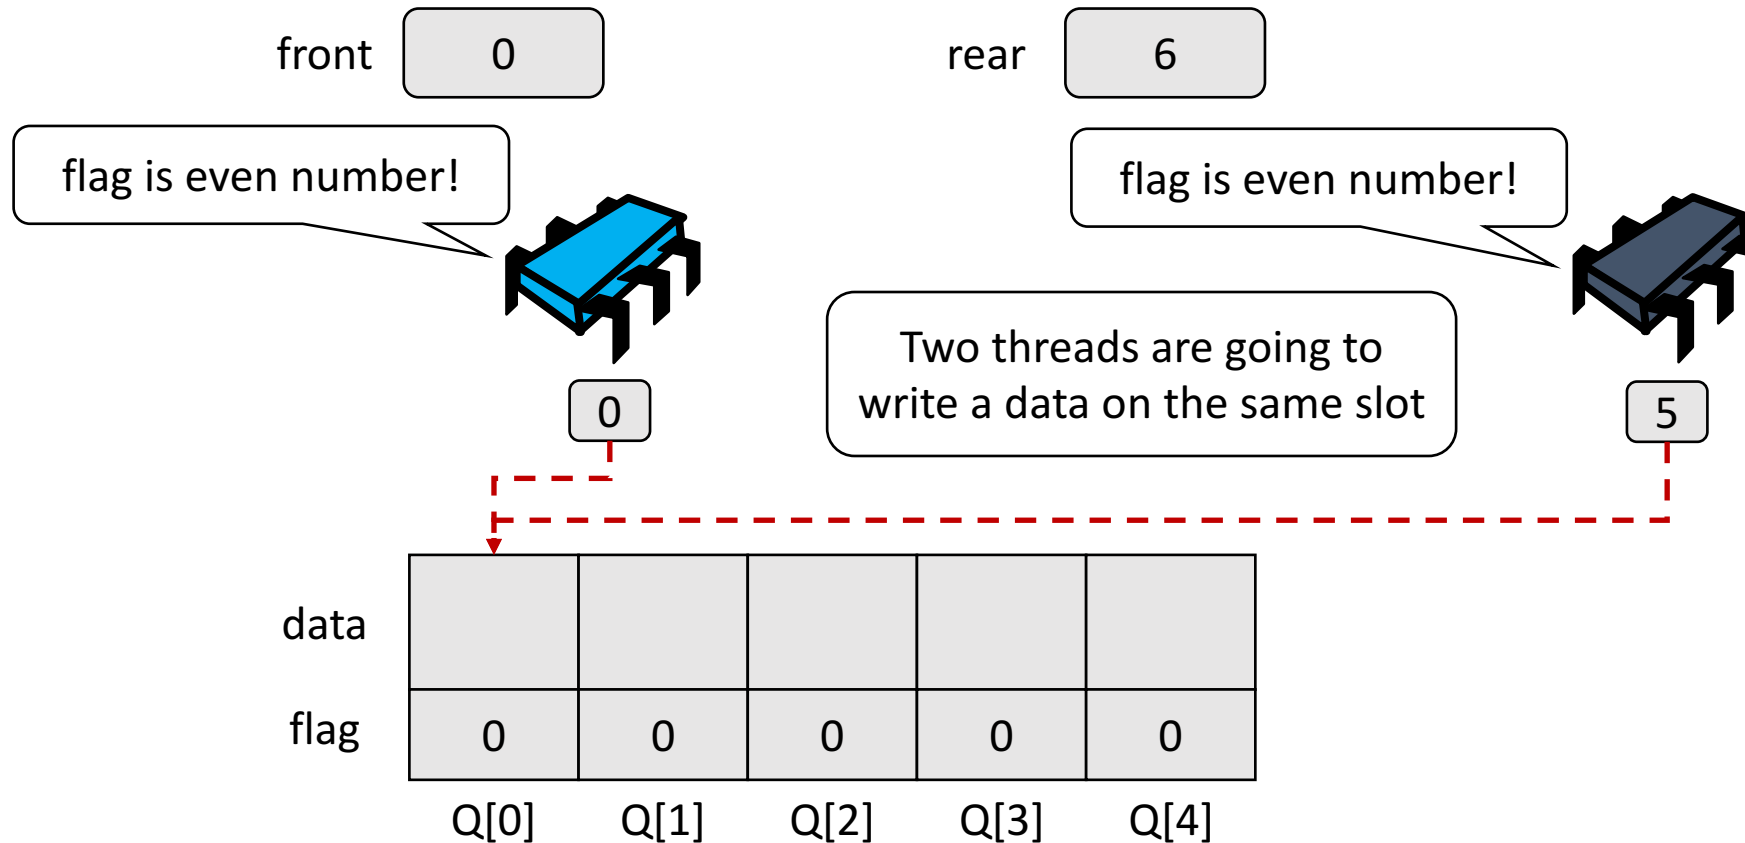 front 0 rear 6
flag is even number!
flag is even number!
Two threads are going to
write a data on the same slot
0 5
data
flag 0 0 0 0 0
Q[0] Q[1] Q[2] Q[3] Q[4]